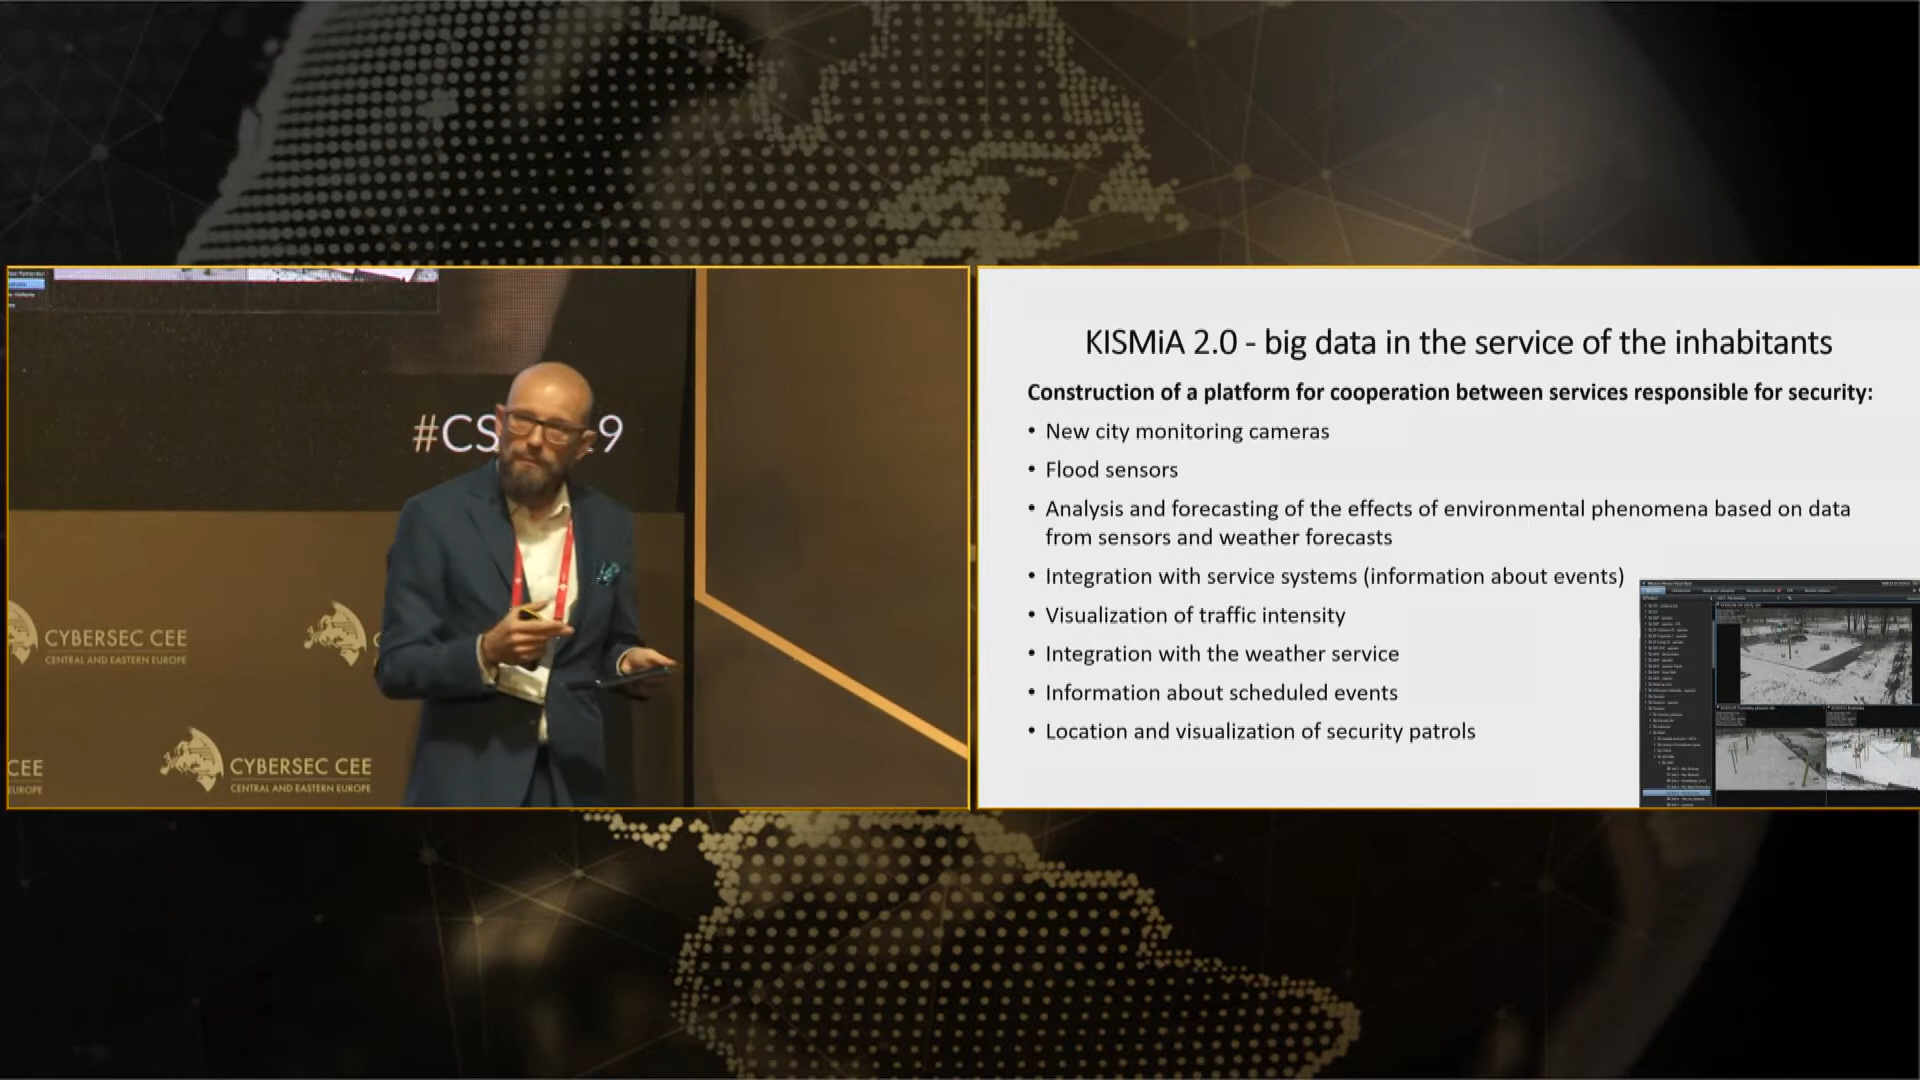 #CS 9
CYBERSEC CEE
CENTRAL AND EASTERN EUROPE
C
CEE
EUROPE
CYBERSEC CEE
CENTRAL AND EASTERN EUROPE
KISMiA 2.0 - big data in the service of the inhabitants
Construction of a platform for cooperation between services responsible for security:
• New city monitoring cameras
• Flood sensors
• Analysis and forecasting of the effects of environmental phenomena based on data
from sensors and weather forecasts
• Integration with service systems (information about events)
• Visualization of traffic intensity
• Integration with the weather service
• Information about scheduled events
• Location and visualization of security patrols